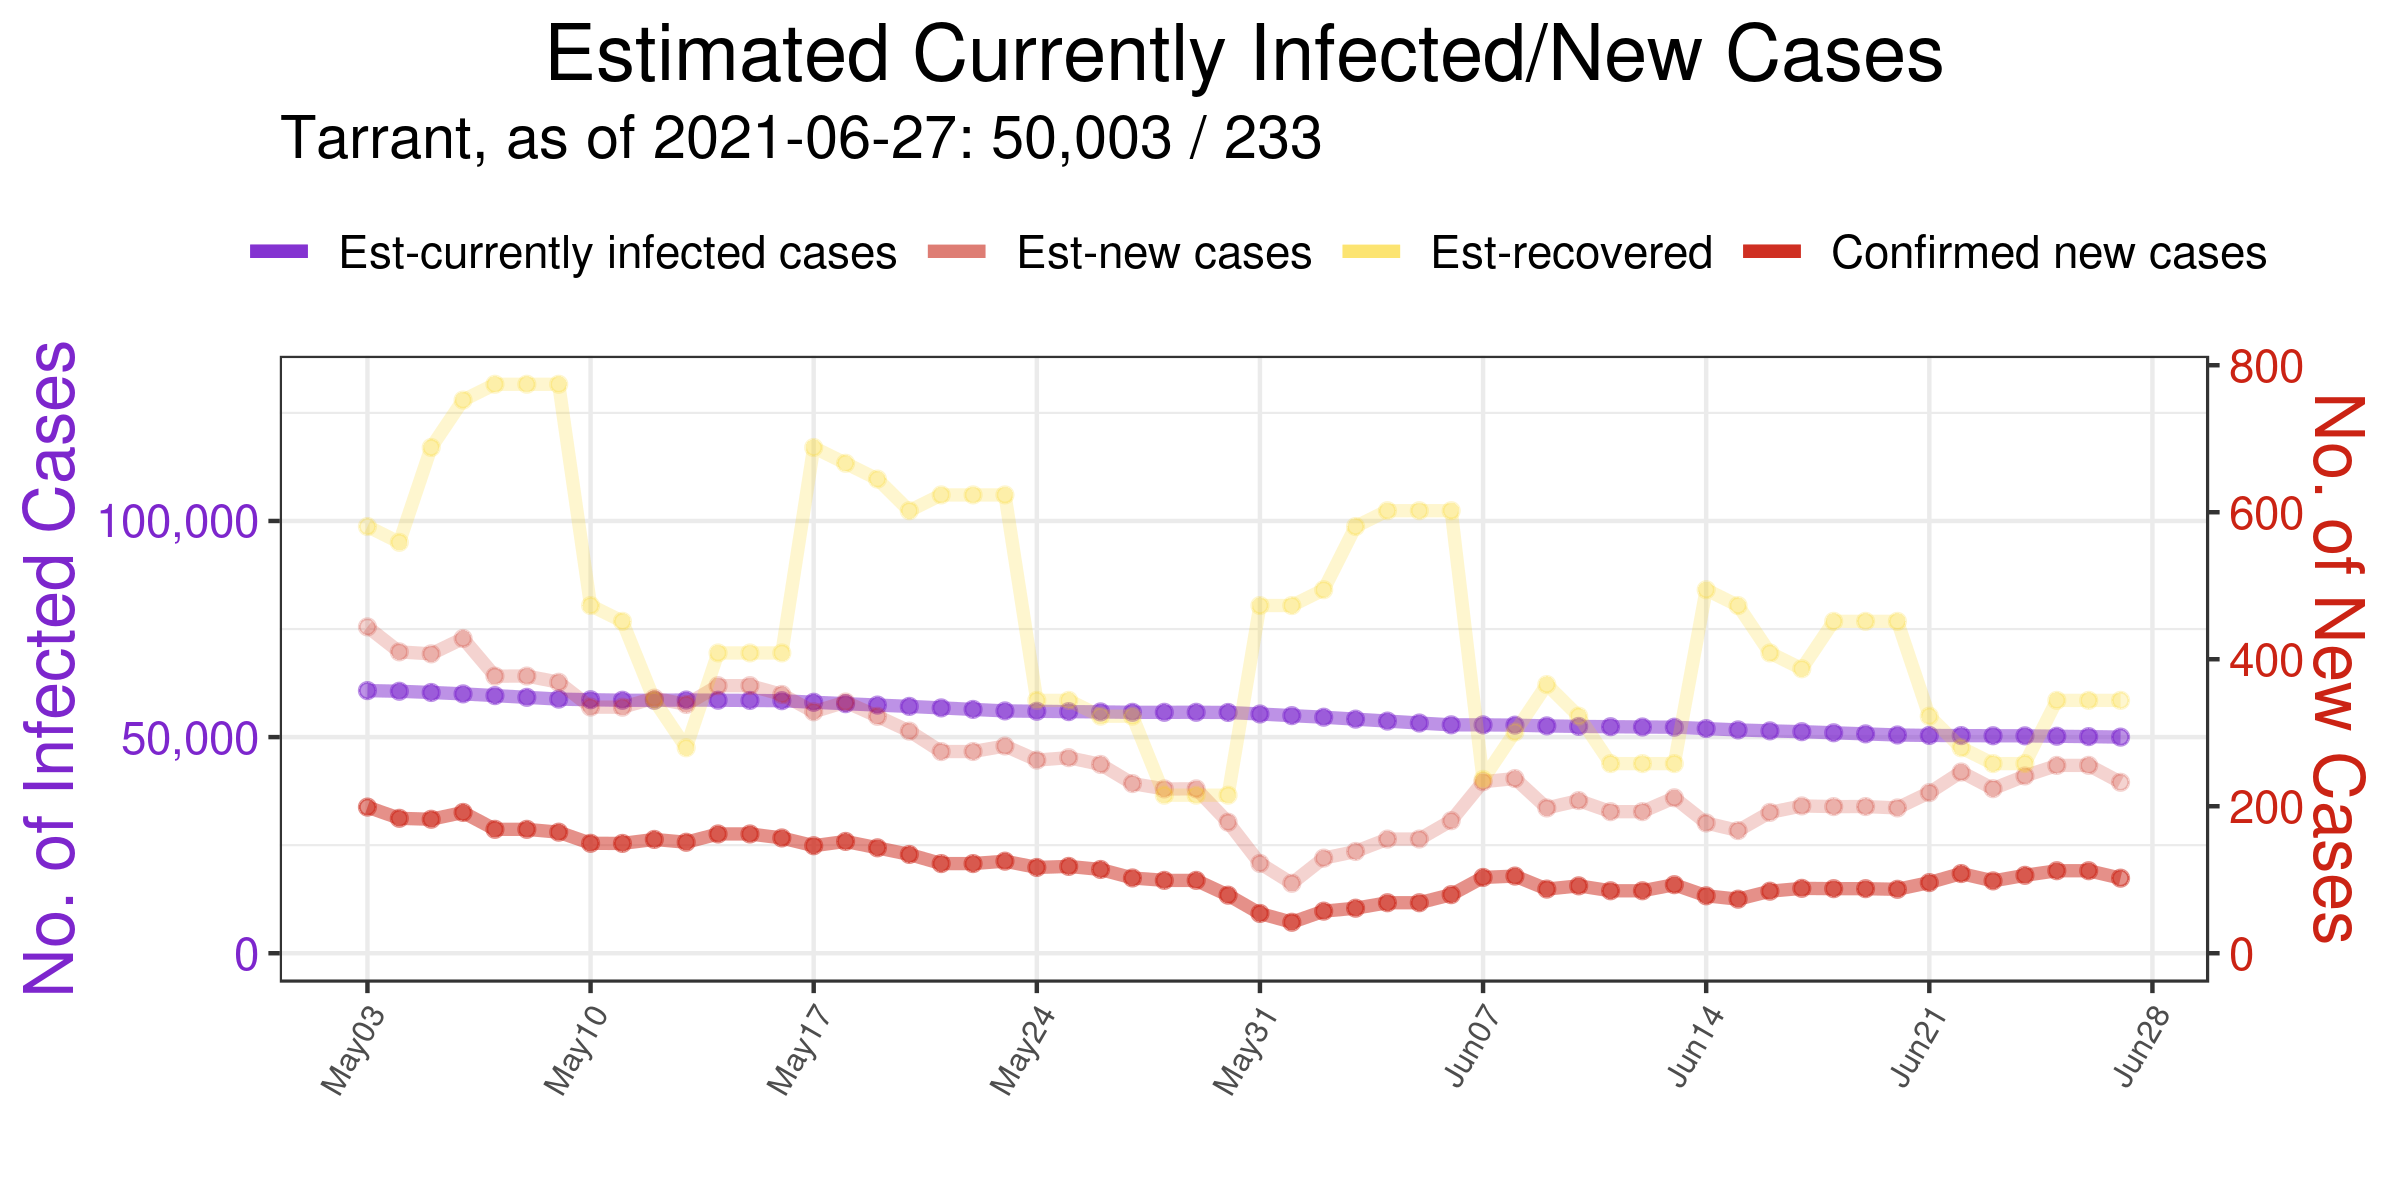 Estimated Currently Infected/New Cases
Tarrant, as of 2021-06-27: 50,003 / 233
Est-currently infected cases Est-new cases Est-recovered Confirmed new cases
No. of Infected Cases
100,000
50,000
0
800
600
400
200
0
No. of New Cases
May03 May10 May17 May24 May31 Jun07 Jun14 Jun21 Jun28